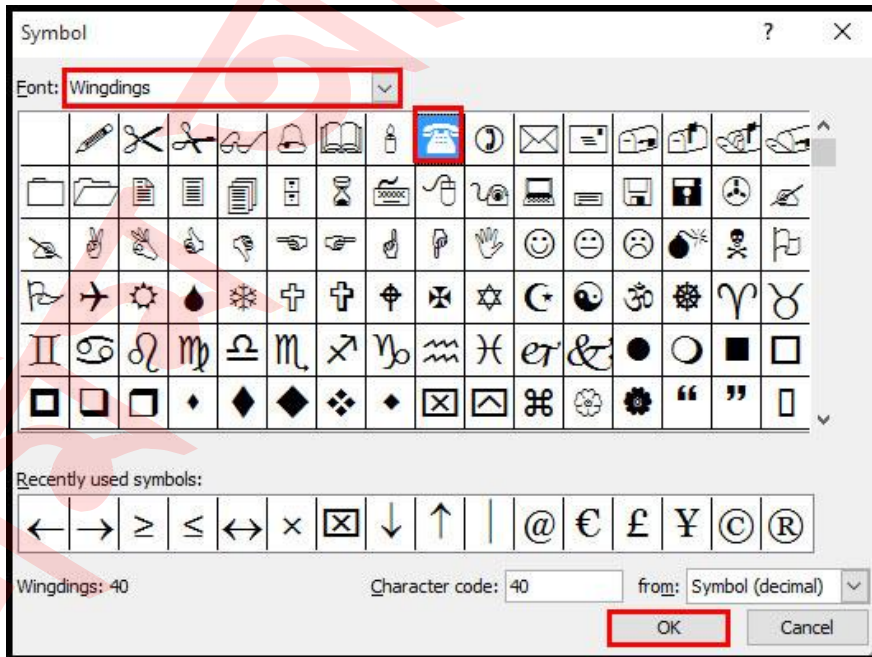 Symbol ? ×
Font: Wingdings
Recently used symbols:
← → ≥ ≤ ↔ × ↓ ↑ | @ € £ ¥ © ®
Wingdings: 40 Character code: 40 from: Symbol (decimal)
OK Cancel